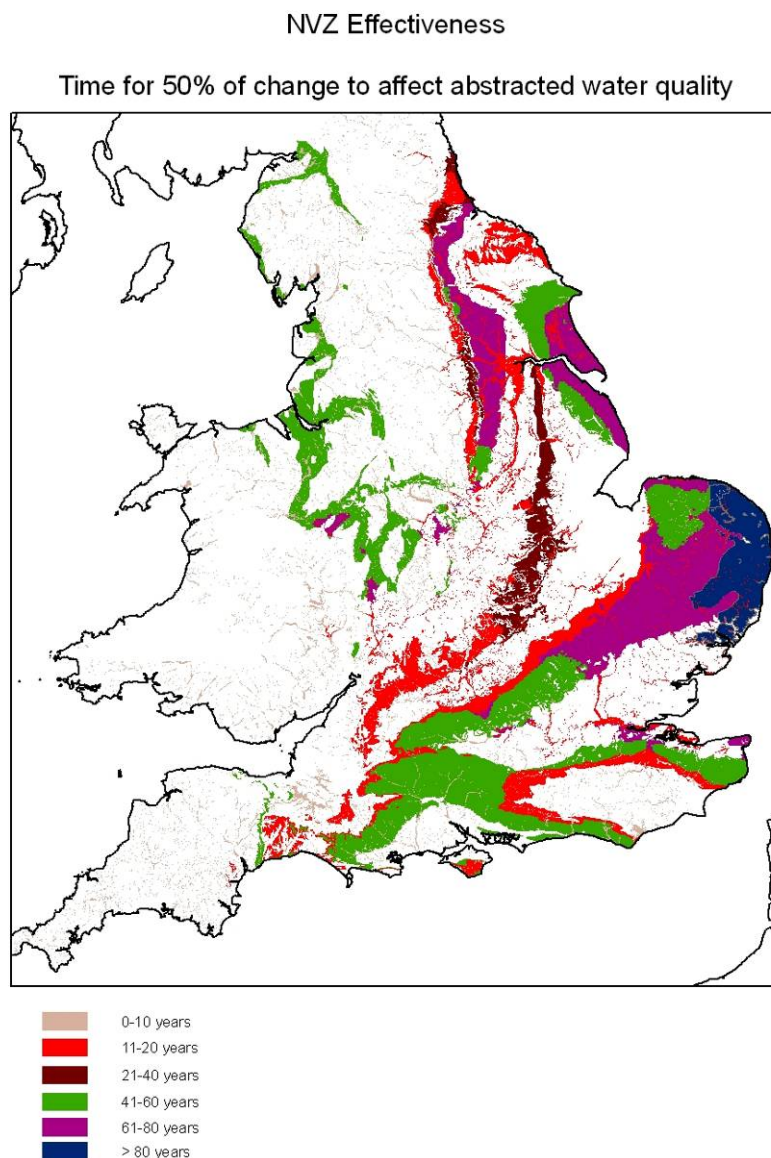 NVZ Effectiveness
Time for 50% of change to affect abstracted water quality
0-10 years
11-20 years
21-40 years
41-60 years
61-80 years
> 80 years